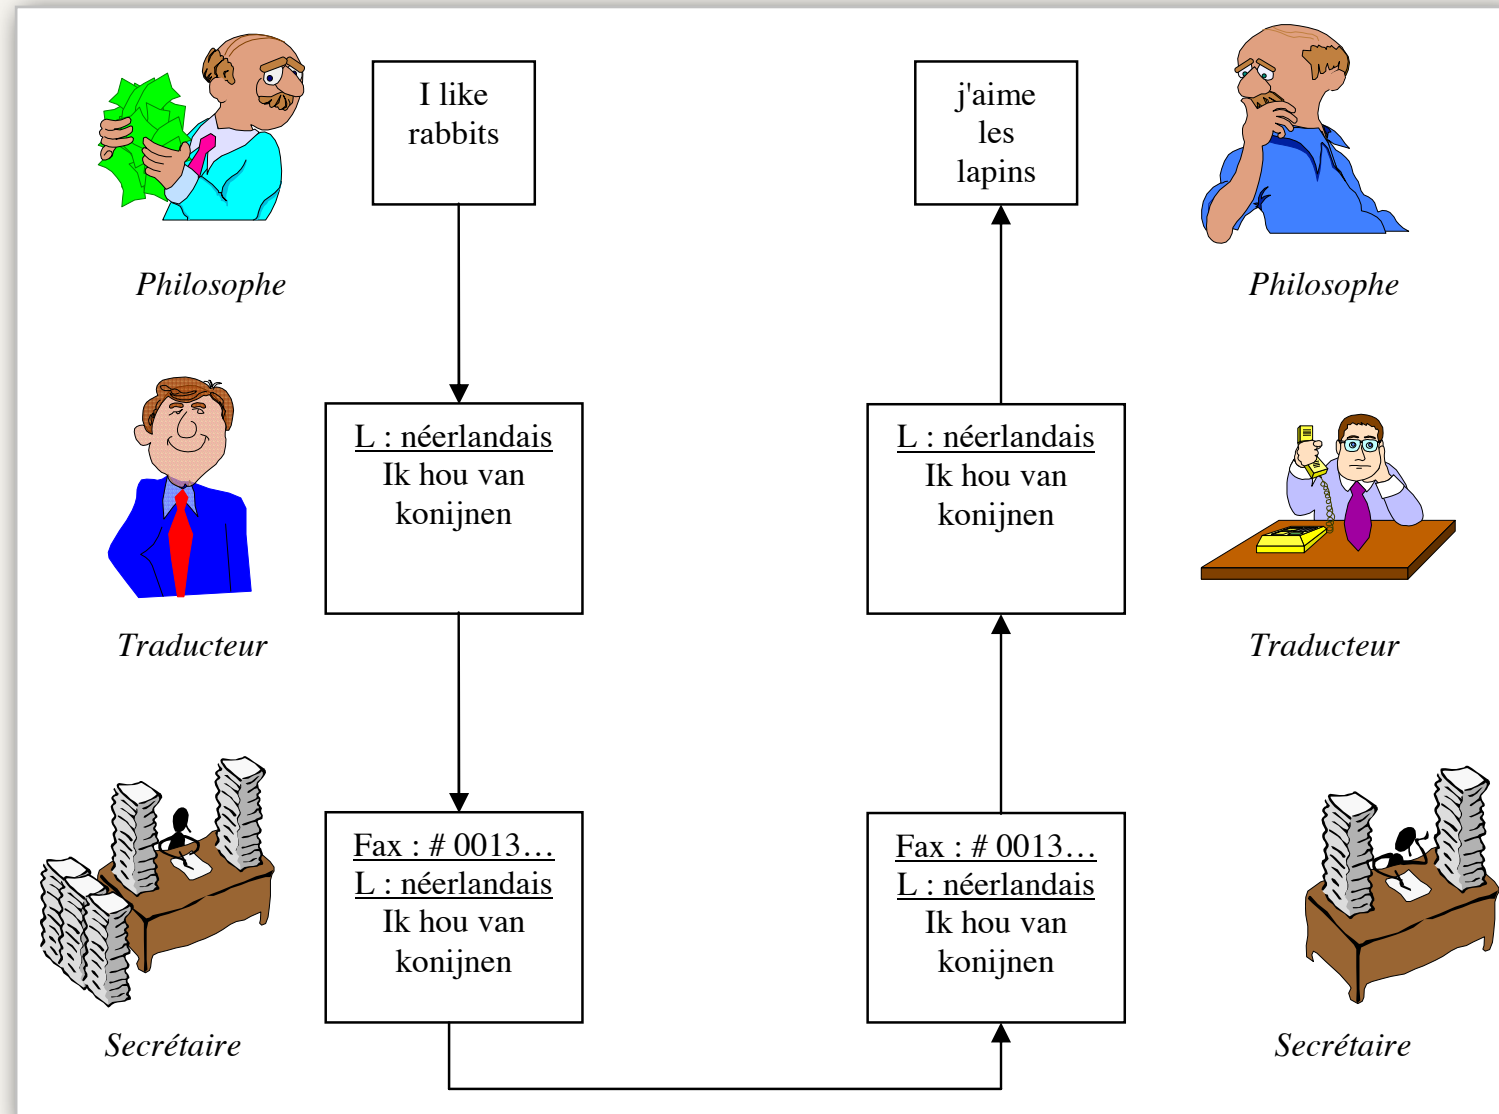 I like
rabbits
j'aime
les
lapins
Philosophe
Philosophe
L : néerlandais
Ik hou van
konijnen
L : néerlandais
Ik hou van
konijnen
Traducteur
Traducteur
Fax : # 0013…
L : néerlandais
Ik hou van
konijnen
Fax : # 0013…
L : néerlandais
Ik hou van
konijnen
Secrétaire
Secrétaire